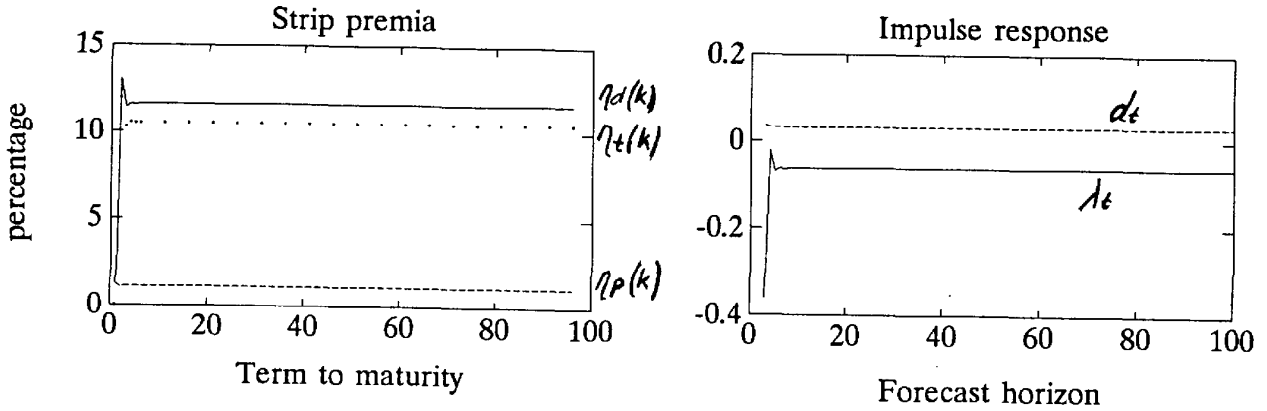 Strip premia
15
10
5
0
percentage
0 20 40 60 80 100
Term to maturity
ηd(k)
ηt(k)
ηp(k)
Impulse response
0.2
0
-0.2
-0.4
0 20 40 60 80 100
Forecast horizon
dt
λt